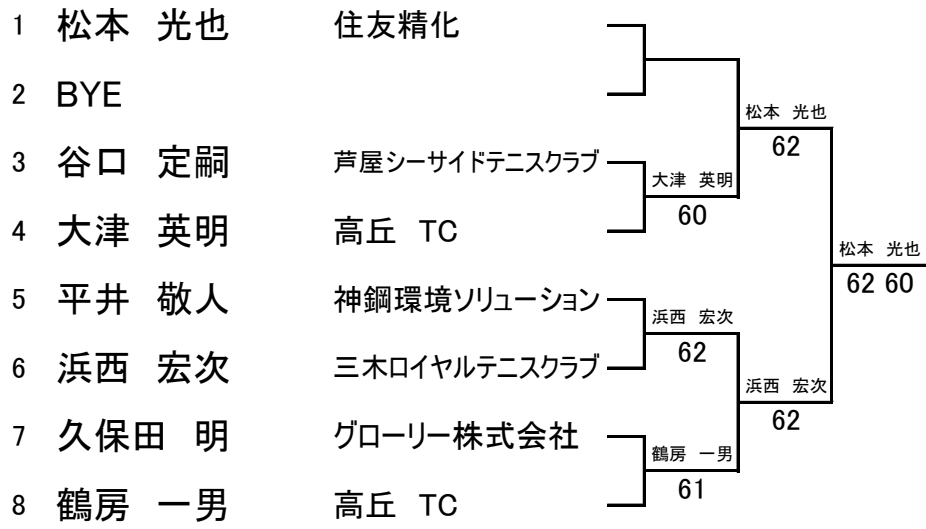 1 松本 光也 住友精化
2 BYE
松本 光也
62
3 谷口 定嗣 芦屋シーサイドテニスクラブ
大津 英明
60
4 大津 英明 高丘 TC
松本 光也
62 60
5 平井 敬人 神鋼環境ソリューション
浜西 宏次
62
6 浜西 宏次 三木ロイヤルテニスクラブ
浜西 宏次
62
7 久保田 明 グローリー株式会社
鶴房 一男
61
8 鶴房 一男 高丘 TC